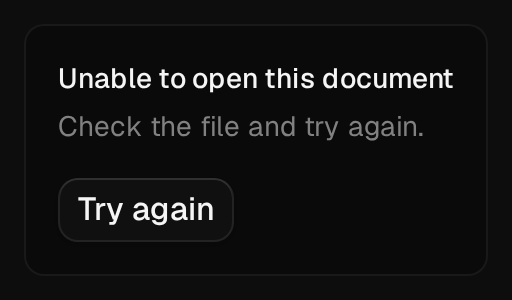 Unable to open this document
Check the file and try again.
Try again